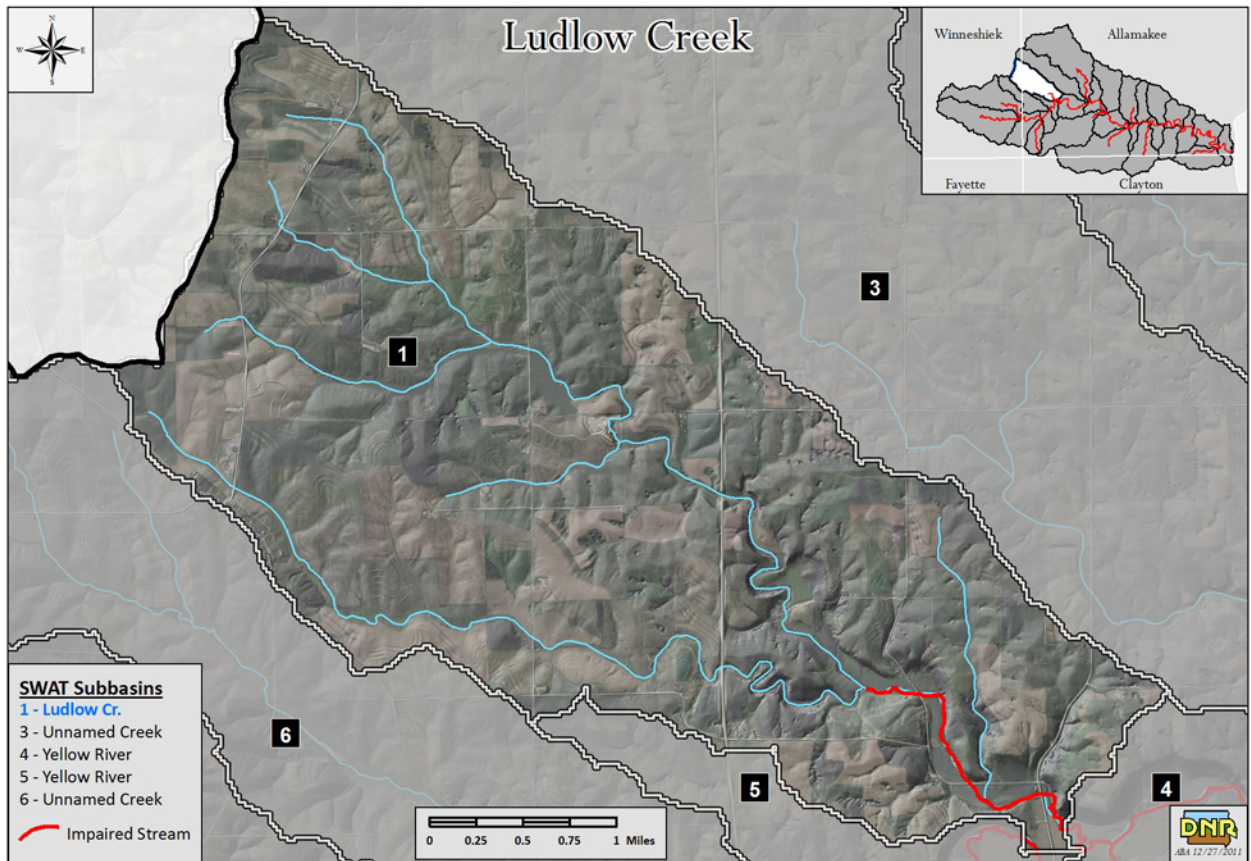 Ludlow Creek
N
W
E
S
Winneshiek
Allamakee
Fayette
Clayton
3
1
6
5
4
SWAT Subbasins
1 - Ludlow Cr.
3 - Unnamed Creek
4 - Yellow River
5 - Yellow River
6 - Unnamed Creek
Impaired Stream
0 0.25 0.5 0.75 1 Miles
DNR
ABA 12/27/2011